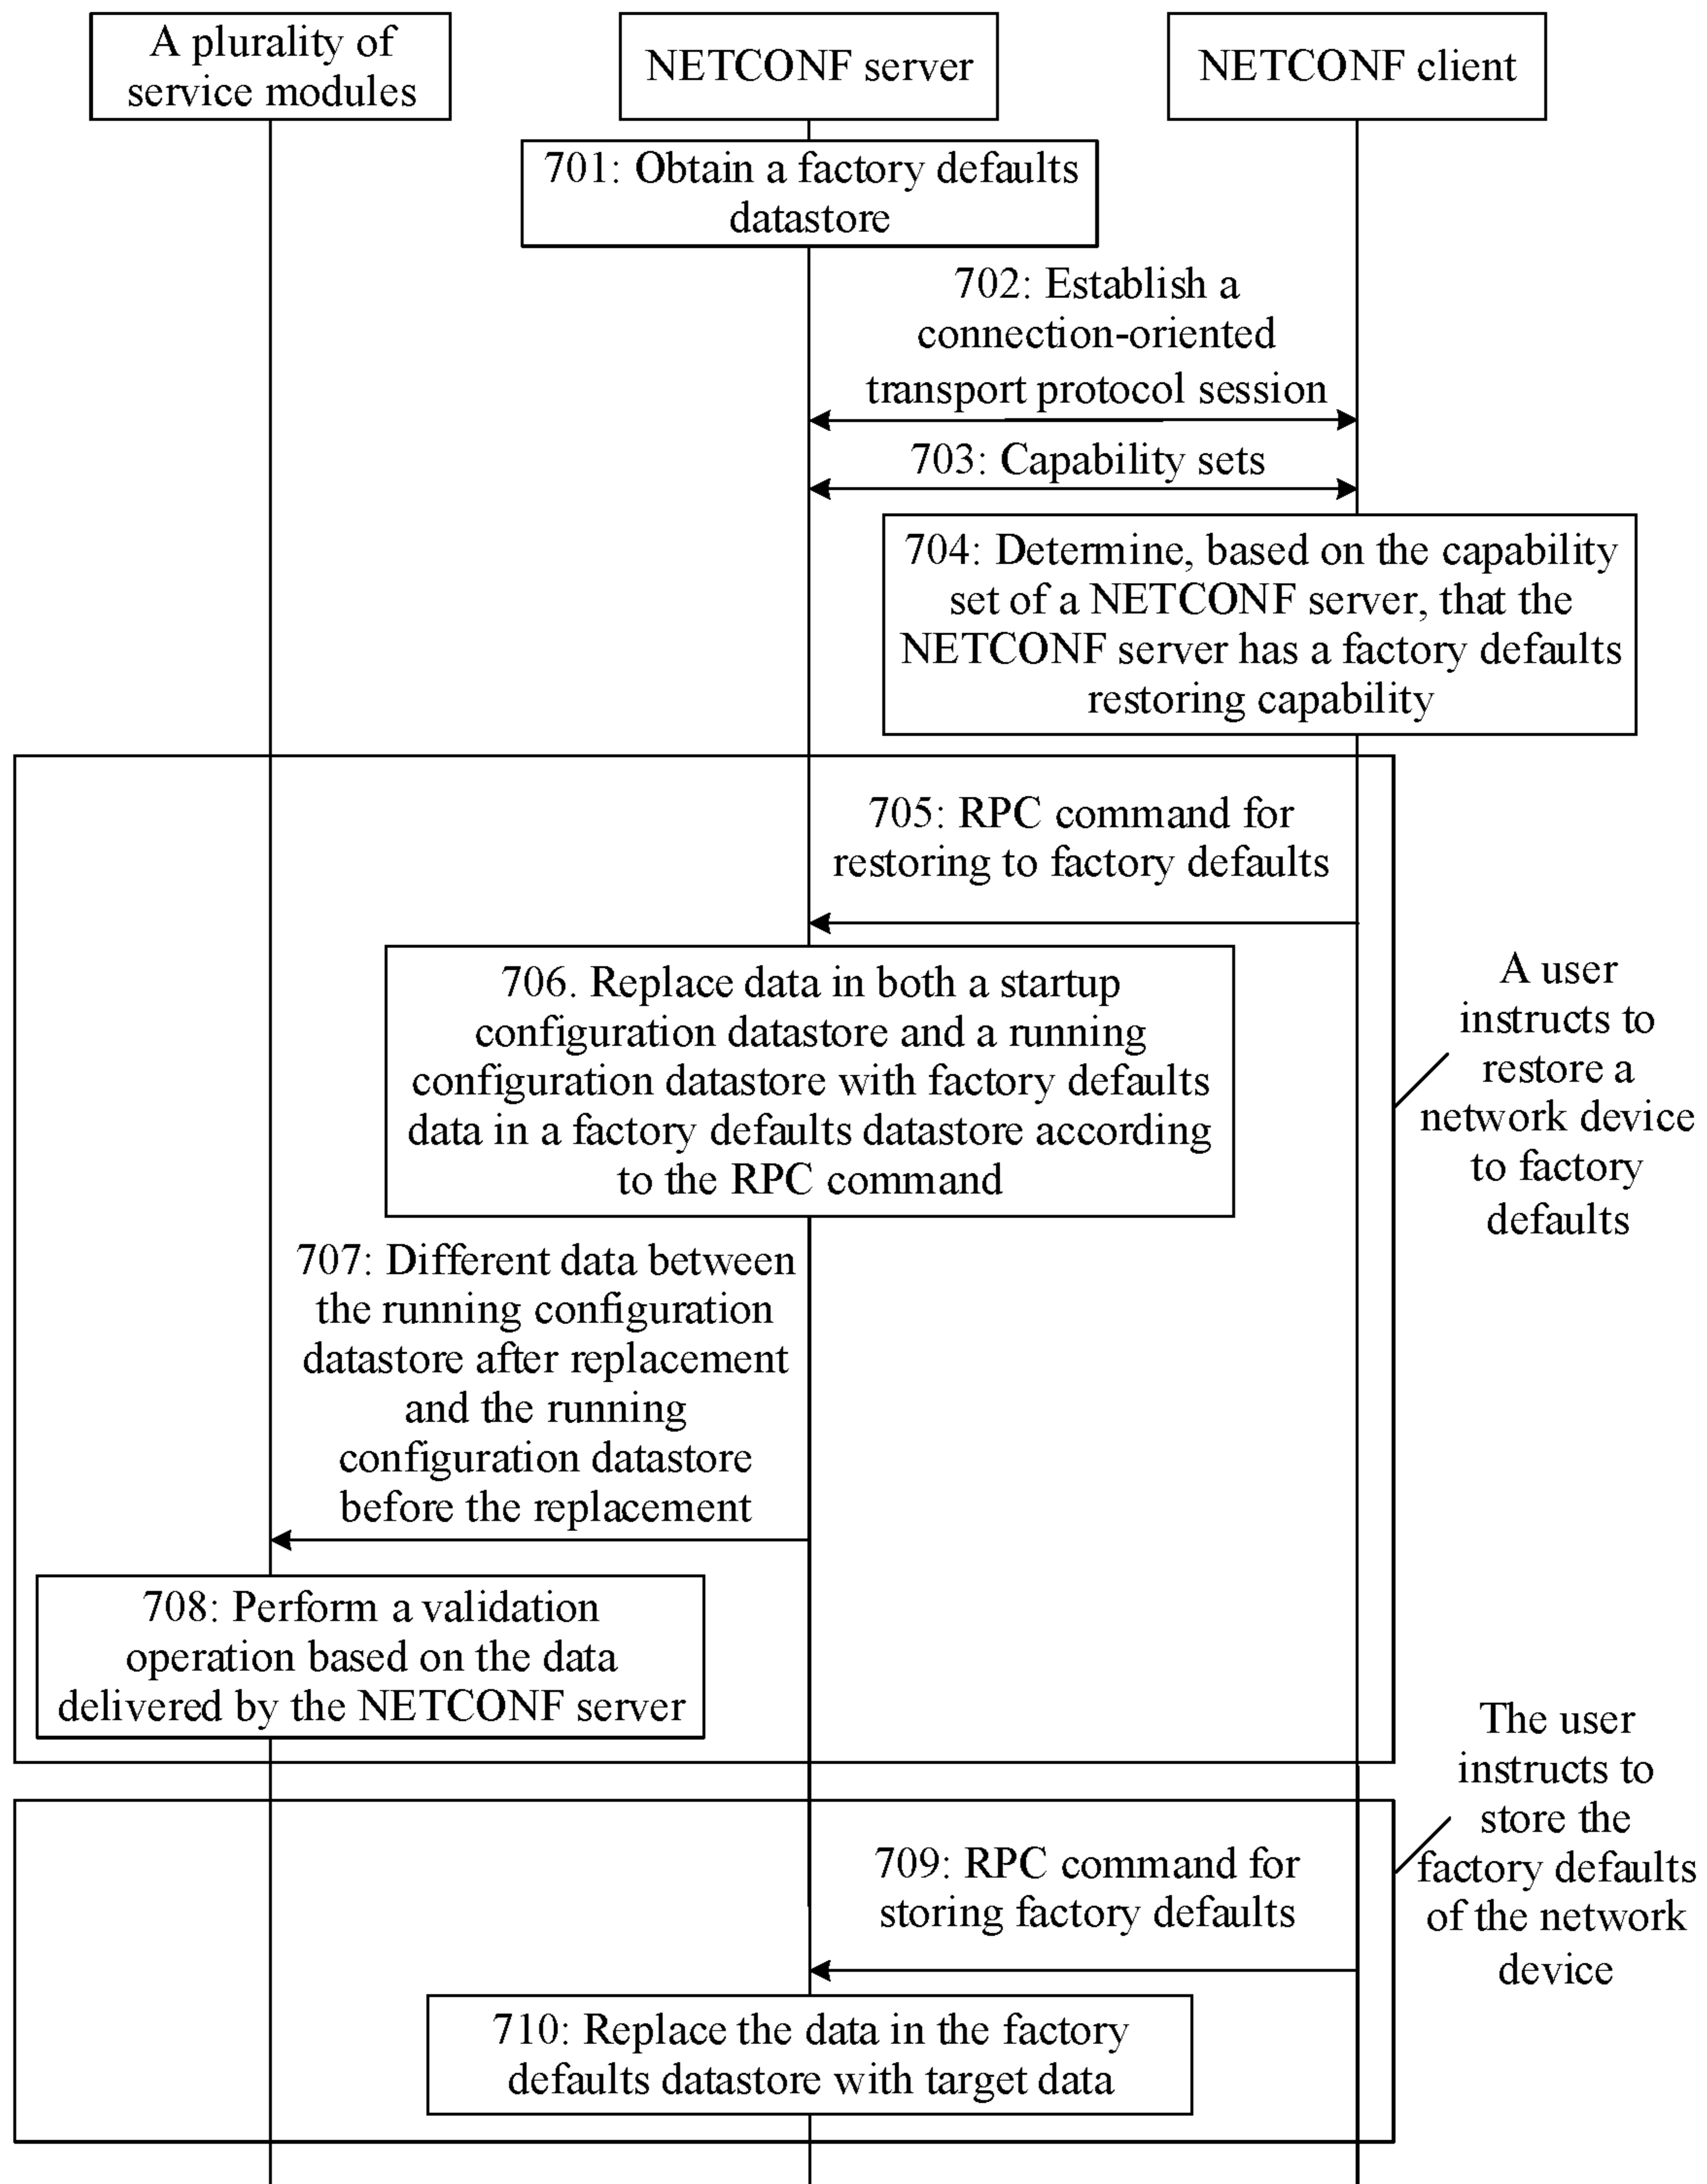 A plurality of
service modules
NETCONF server
NETCONF client
701: Obtain a factory defaults
datastore
702: Establish a
connection-oriented
transport protocol session
703: Capability sets
704: Determine, based on the capability
set of a NETCONF server, that the
NETCONF server has a factory defaults
restoring capability
705: RPC command for
restoring to factory defaults
A user
instructs to
restore a
network device
to factory
defaults
706. Replace data in both a startup
configuration datastore and a running
configuration datastore with factory defaults
data in a factory defaults datastore according
to the RPC command
707: Different data between
the running configuration
datastore after replacement
and the running
configuration datastore
before the replacement
708: Perform a validation
operation based on the data
delivered by the NETCONF server
The user
instructs to
store the
factory defaults
of the network
device
709: RPC command for
storing factory defaults
710: Replace the data in the factory
defaults datastore with target data